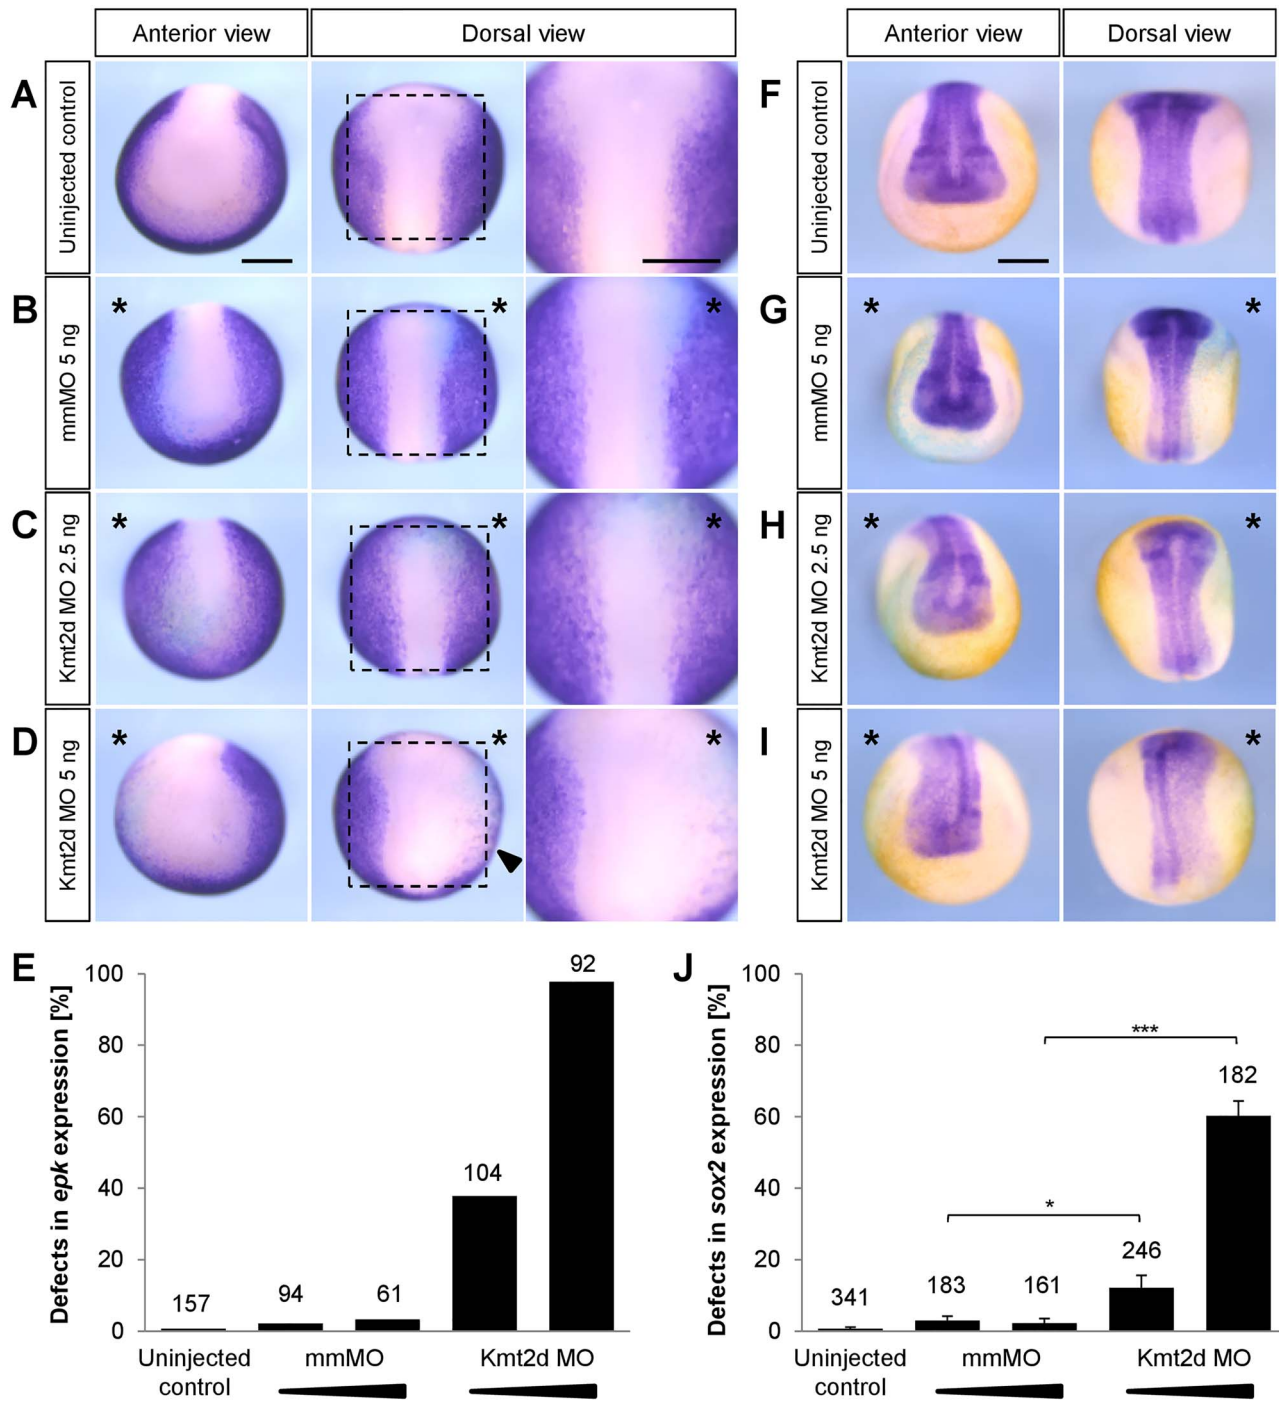 Anterior view
Dorsal view
Anterior view
Dorsal view
A
Uninjected control
F
Uninjected control
B
mmMO 5 ng
*
*
*
G
mmMO 5 ng
*
*
C
Kmt2d MO 2.5 ng
*
*
*
H
Kmt2d MO 2.5 ng
*
*
D
Kmt2d MO 5 ng
*
*
*
I
Kmt2d MO 5 ng
*
*
E
Defects in epk expression [%]
100
80
60
40
20
0
157
94
61
104
92
Uninjected
control
mmMO
Kmt2d MO
J
Defects in sox2 expression [%]
100
80
60
40
20
0
341
183
161
246
182
*
***
Uninjected
control
mmMO
Kmt2d MO